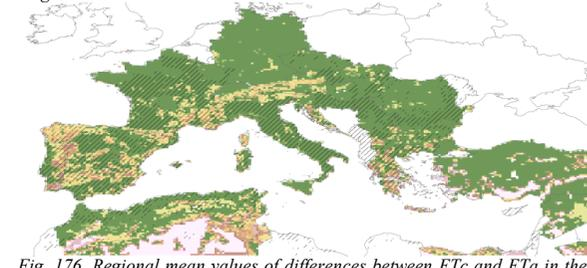 Fig. 176. Regional mean values of differences between ETc and ETa in the